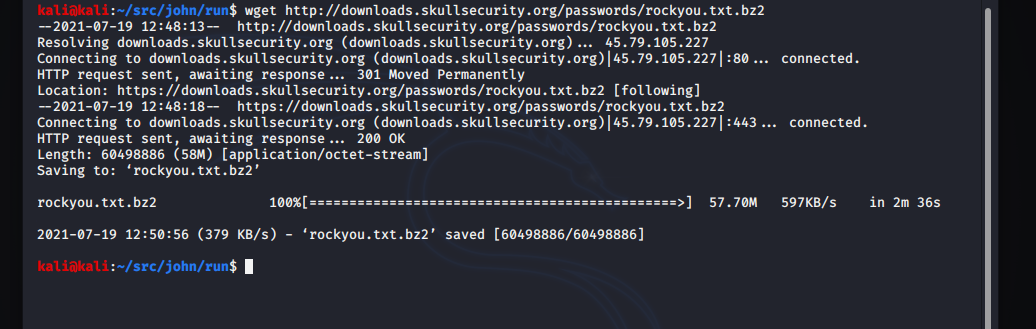 kali@kali:~/src/john/run$ wget http://downloads.skullsecurity.org/passwords/rockyou.txt.bz2
--2021-07-19 12:48:13--  http://downloads.skullsecurity.org/passwords/rockyou.txt.bz2
Resolving downloads.skullsecurity.org (downloads.skullsecurity.org)... 45.79.105.227
Connecting to downloads.skullsecurity.org (downloads.skullsecurity.org)|45.79.105.227|:80... connected.
HTTP request sent, awaiting response... 301 Moved Permanently
Location: https://downloads.skullsecurity.org/passwords/rockyou.txt.bz2 [following]
--2021-07-19 12:48:18--  https://downloads.skullsecurity.org/passwords/rockyou.txt.bz2
Connecting to downloads.skullsecurity.org (downloads.skullsecurity.org)|45.79.105.227|:443... connected.
HTTP request sent, awaiting response... 200 OK
Length: 60498886 (58M) [application/octet-stream]
Saving to: ‘rockyou.txt.bz2’
rockyou.txt.bz2              100%[==============================================>]  57.70M   597KB/s    in 2m 36s
2021-07-19 12:50:56 (379 KB/s) - ‘rockyou.txt.bz2’ saved [60498886/60498886]
kali@kali:~/src/john/run$